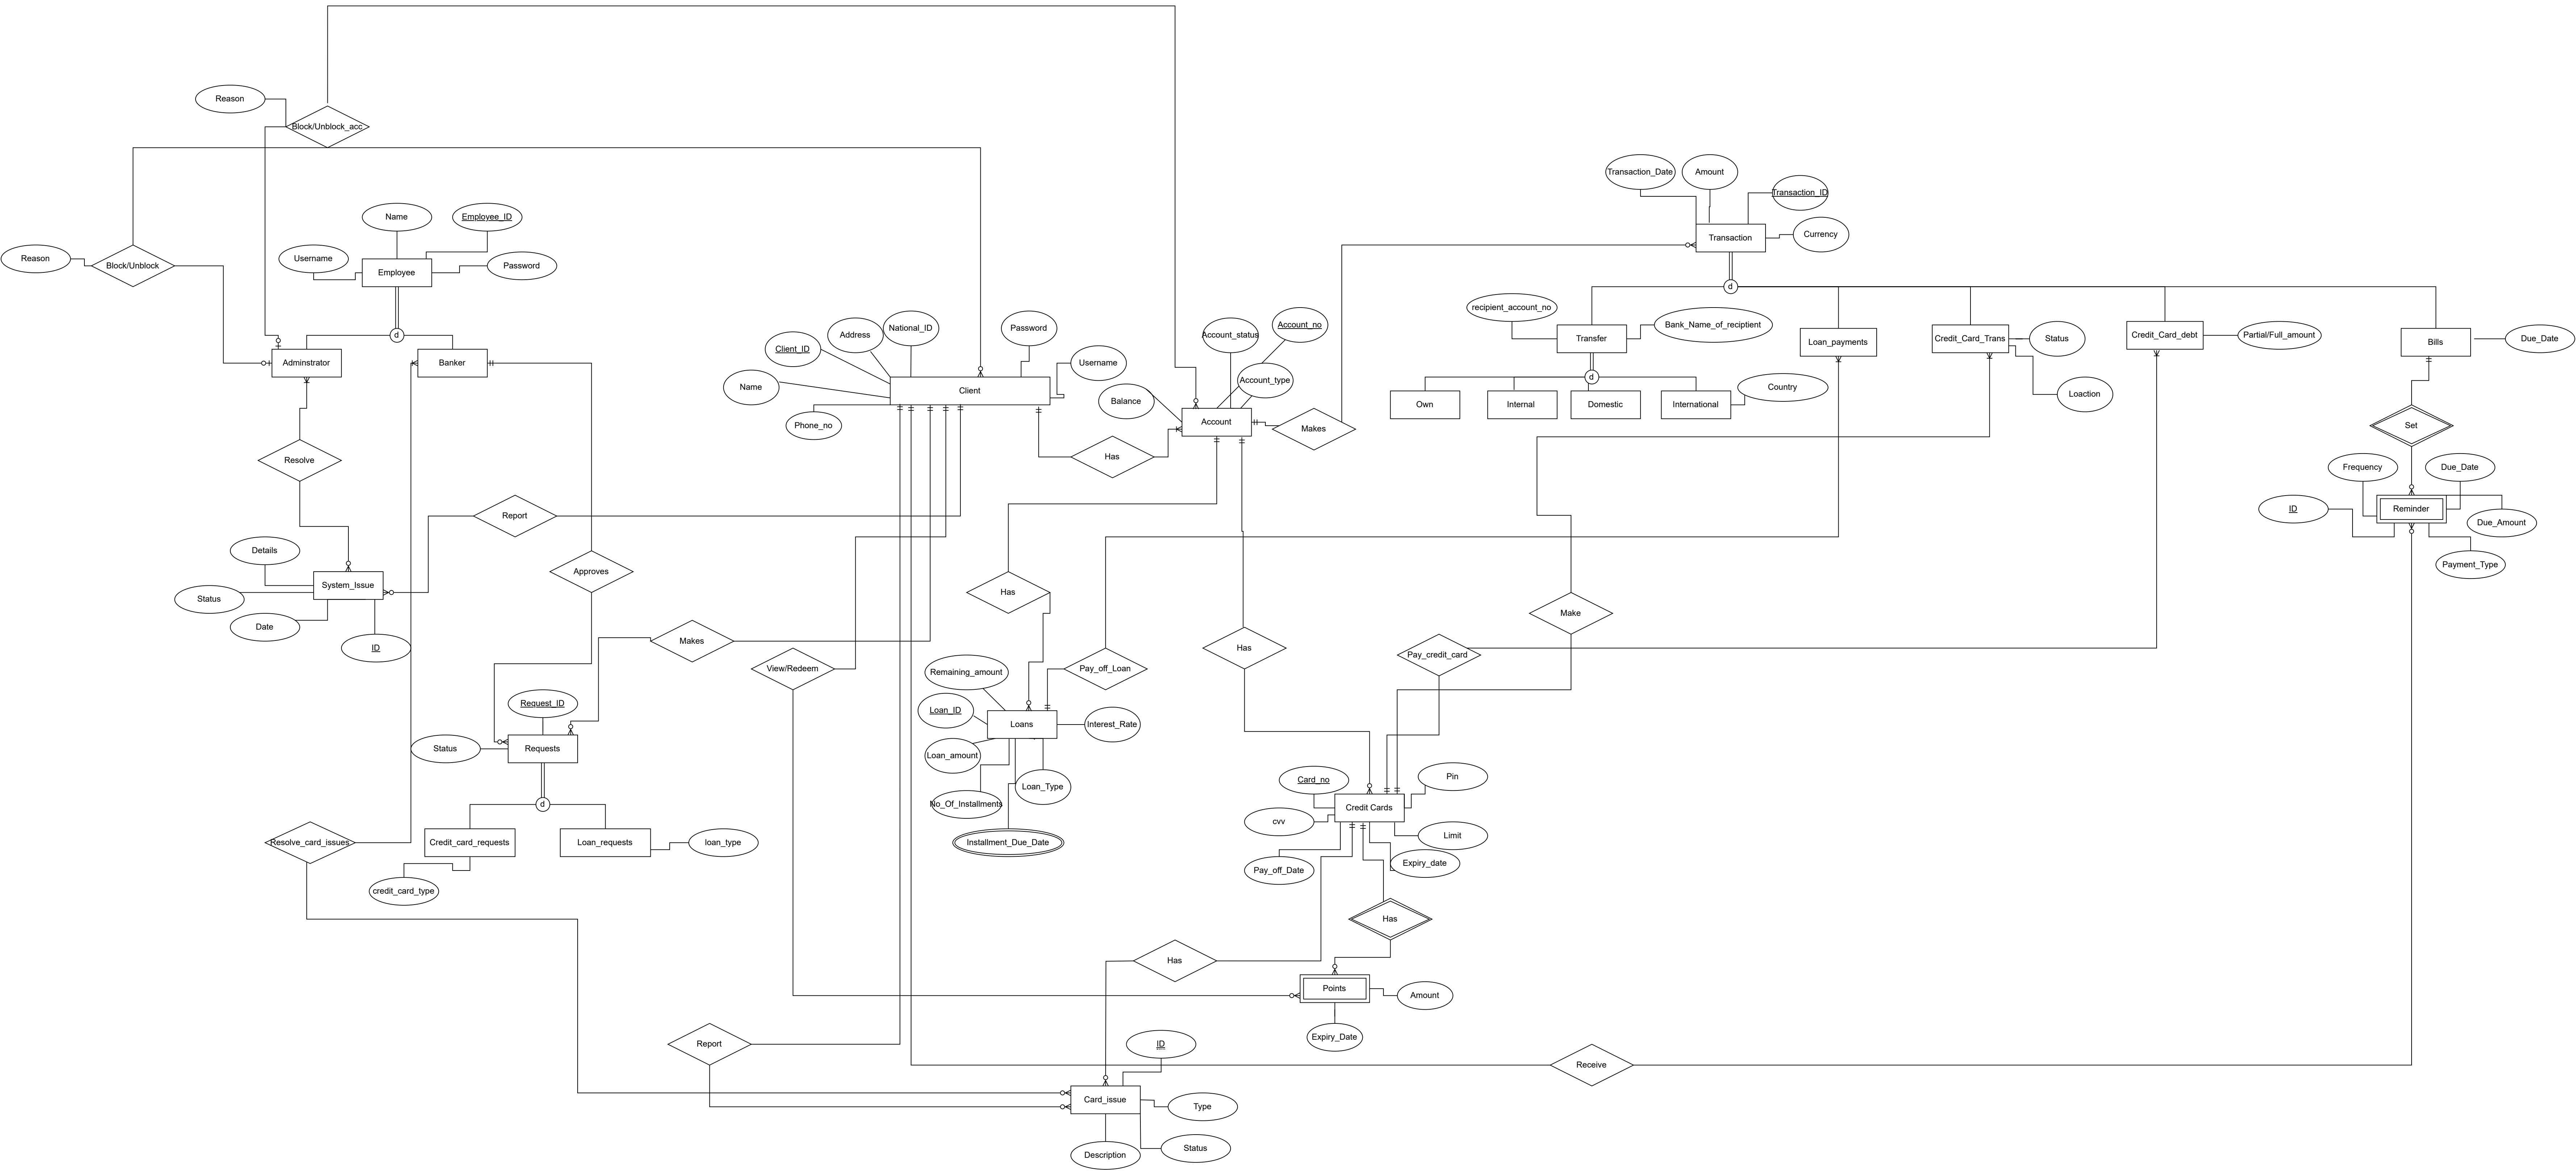 Reason
Block/Unblock_acc
Transaction_Date
Amount
Transaction_ID
Name
Employee_ID
Currency
Transaction
Reason
Block/Unblock
Username
Employee
Password
d
recipient_account_no
Bank_Name_of_reciptient
Address
National_ID
Password
Account_status
Account_no
Transfer
Loan_payments
Credit_Card_Trans
Status
Credit_Card_debt
Partial/Full_amount
Bills
Due_Date
d
Client_ID
Adminstrator
Banker
Username
Name
Client
Account_type
Balance
d
Country
Loaction
Own
Internal
Domestic
International
Phone_no
Account
Makes
Set
Has
Resolve
Frequency
Due_Date
Report
ID
Reminder
Due_Amount
Details
System_Issue
Approves
Payment_Type
Status
Has
Date
Make
ID
Makes
View/Redeem
Remaining_amount
Pay_off_Loan
Has
Pay_credit_card
Request_ID
Loan_ID
Loans
Interest_Rate
Status
Requests
Loan_amount
Loan_Type
No_Of_Installments
Card_no
Pin
d
Credit Cards
cvv
Limit
Resolve_card_issues
Credit_card_requests
Loan_requests
loan_type
Installment_Due_Date
Pay_off_Date
Expiry_date
credit_card_type
Has
Has
Points
Amount
Expiry_Date
Report
ID
Receive
Card_issue
Type
Description
Status